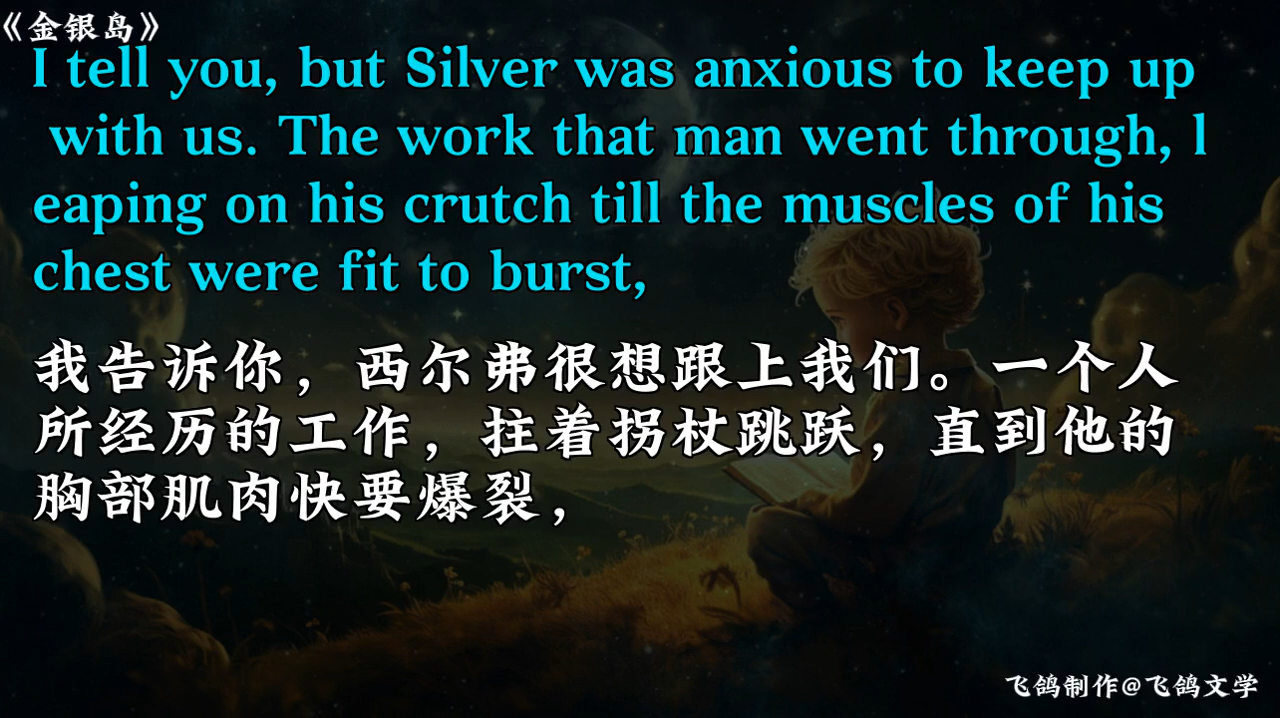 《金银岛》
I tell you, but Silver was anxious to keep up
with us. The work that man went through, l
eaping on his crutch till the muscles of his
chest were fit to burst,
我告诉你，西尔弗很想跟上我们。一个人
所经历的工作，拄着拐杖跳跃，直到他的
胸部肌肉快要爆裂，
飞鸽制作@飞鸽文学